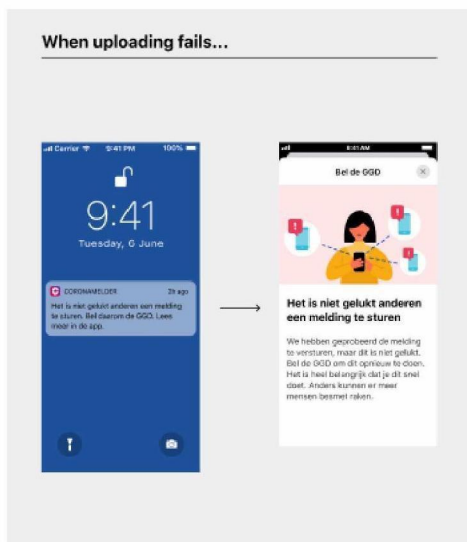 When uploading fails...
Carrier 9:41 PM 100%
9:41
Tuesday, 6 June
CORONAMELDER 2h ago
Het is niet gelukt anderen een melding
te sturen. Bel daarom de GGD. Lees
meer in de app.
9:41 AM
Bel de GGD
Het is niet gelukt anderen
een melding te sturen
We hebben geprobeerd de melding
te versturen, maar dit is niet gelukt.
Bel de GGD om dit opnieuw te doen.
Het is heel belangrijk dat je dit snel
doet. Anders kunnen er meer
mensen besmet raken.